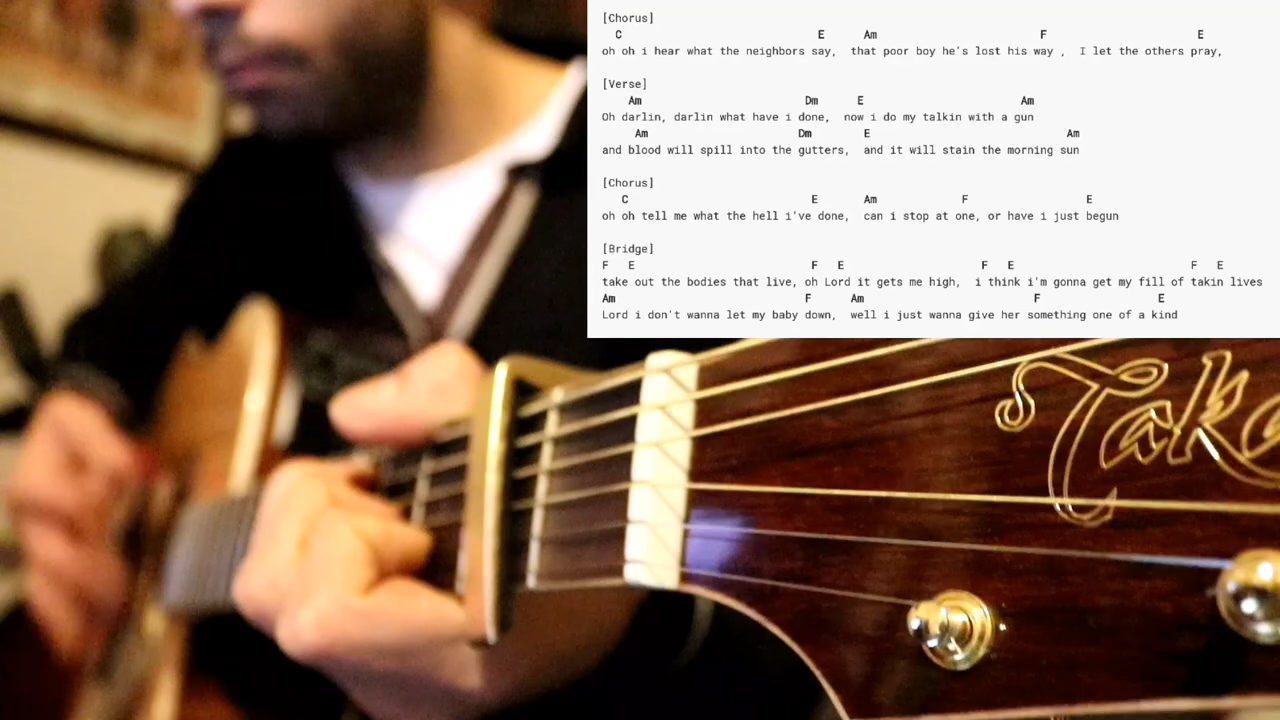 [Chorus]
C E Am F E
oh oh i hear what the neighbors say, that poor boy he's lost his way , I let the others pray,
[Verse]
Am Dm E Am
Oh darlin, darlin what have i done, now i do my talkin with a gun
Am Dm E Am
and blood will spill into the gutters, and it will stain the morning sun
[Chorus]
C E Am F E
oh oh tell me what the hell i've done, can i stop at one, or have i just begun
[Bridge]
F E F E F E F E
take out the bodies that live, oh Lord it gets me high, i think i'm gonna get my fill of takin lives
Am F Am F E
Lord i don't wanna let my baby down, well i just wanna give her something one of a kind
Tak